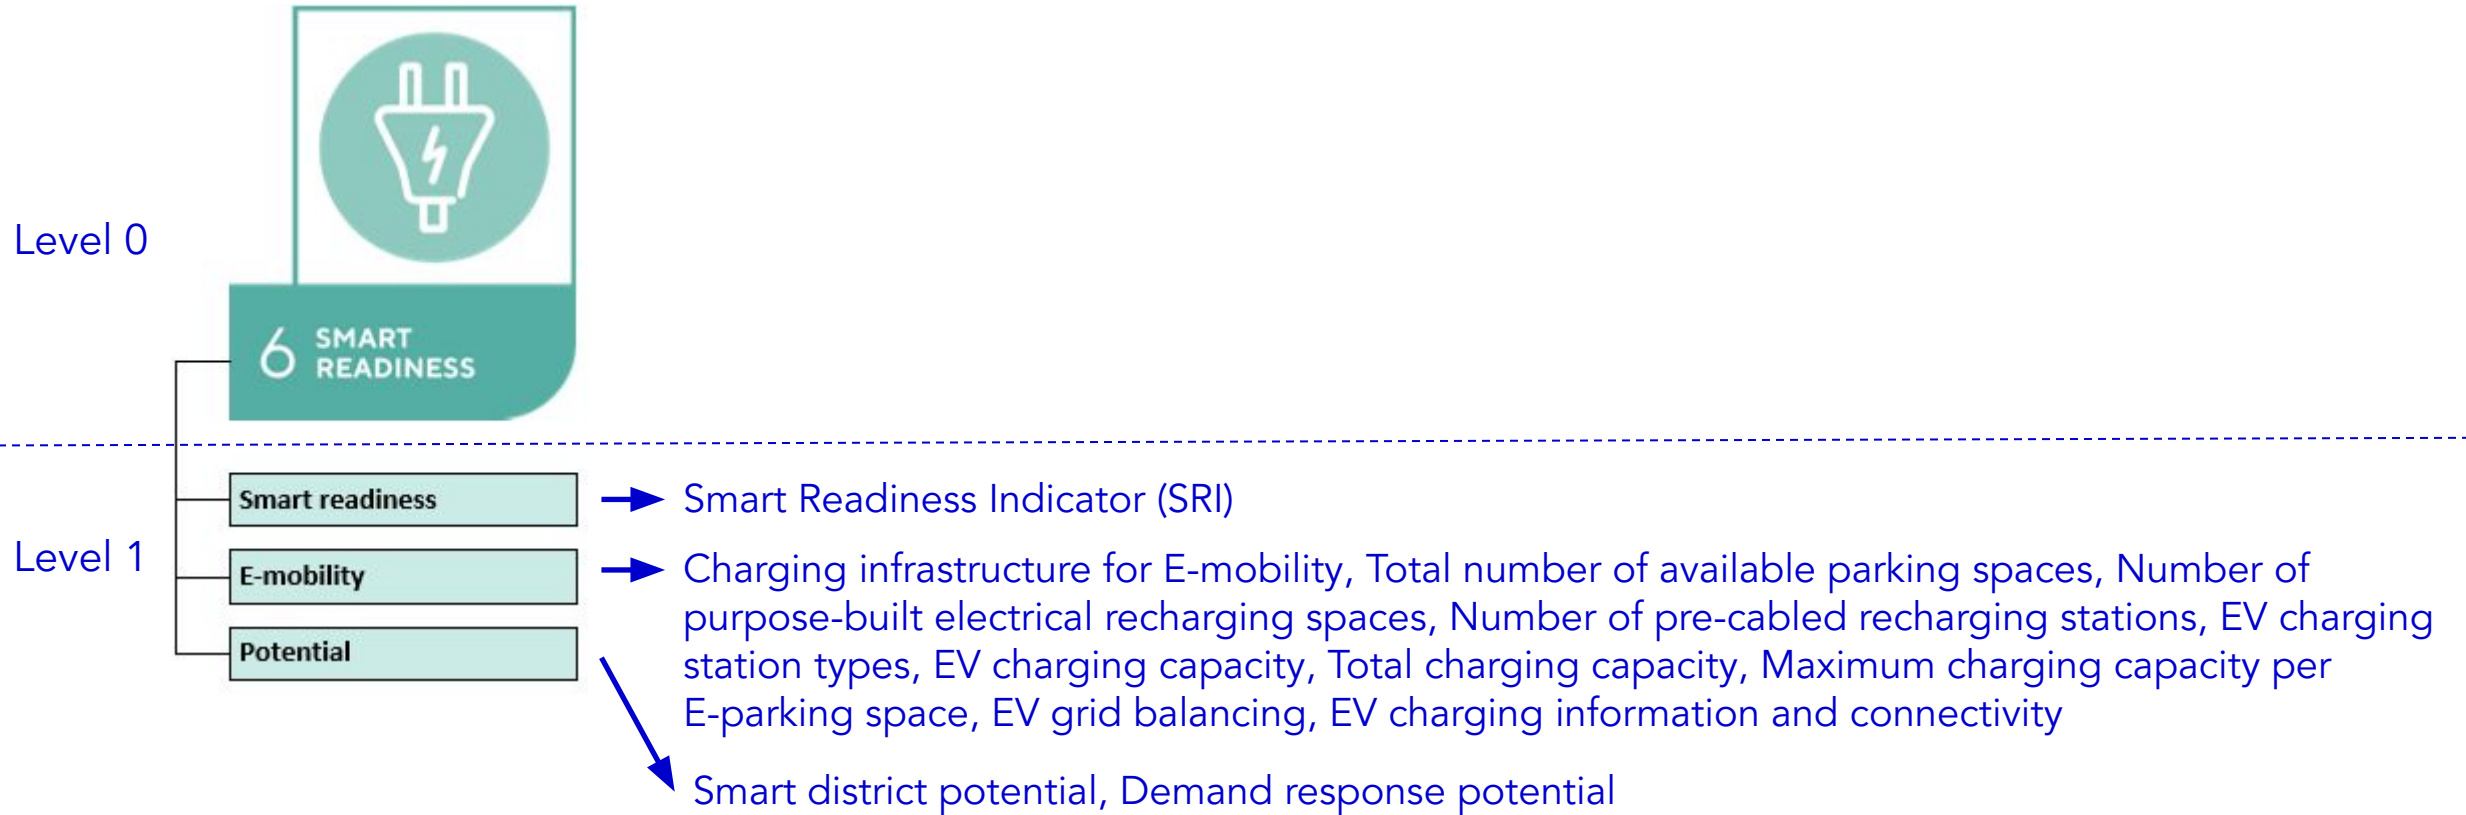 Level 0
6 SMART
READINESS
Level 1
Smart readiness
Smart Readiness Indicator (SRI)
E-mobility
Charging infrastructure for E-mobility, Total number of available parking spaces, Number of
purpose-built electrical recharging spaces, Number of pre-cabled recharging stations, EV charging
station types, EV charging capacity, Total charging capacity, Maximum charging capacity per
E-parking space, EV grid balancing, EV charging information and connectivity
Potential
Smart district potential, Demand response potential